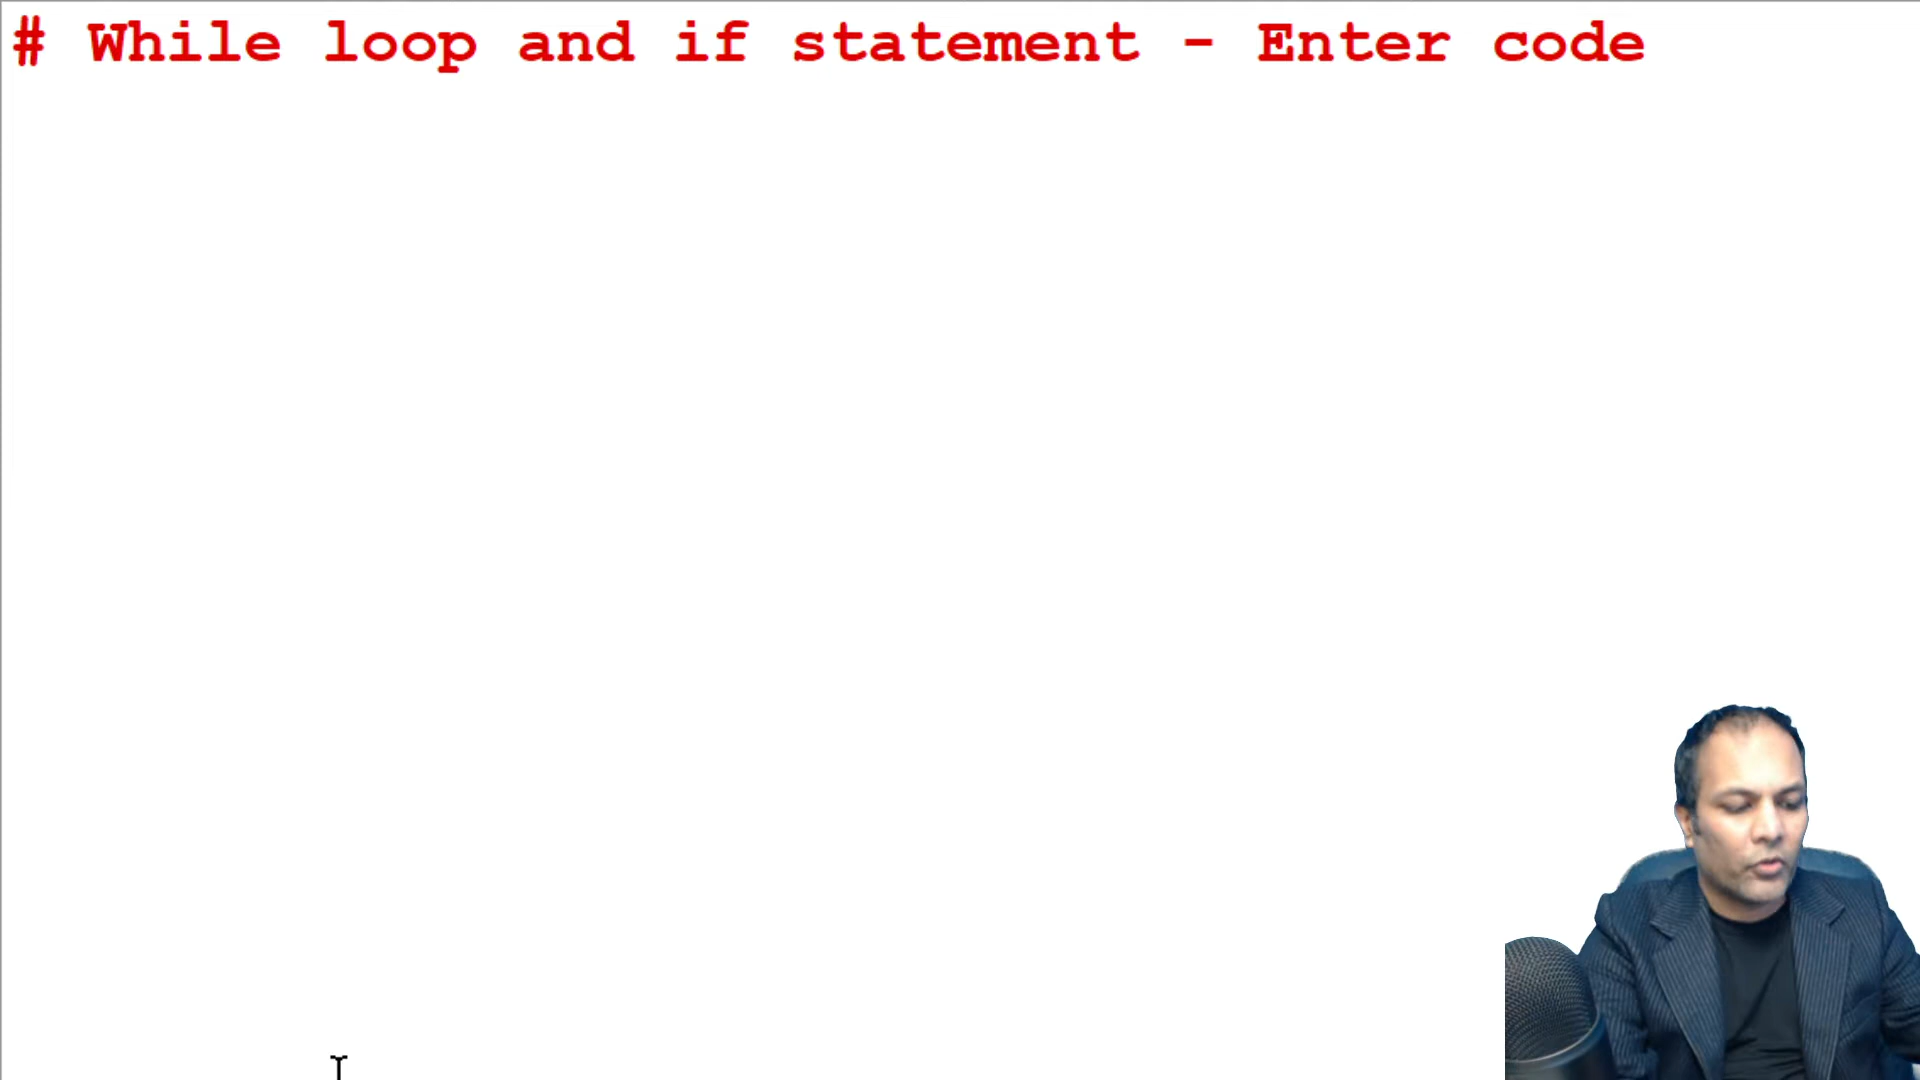 # While loop and if statement - Enter code